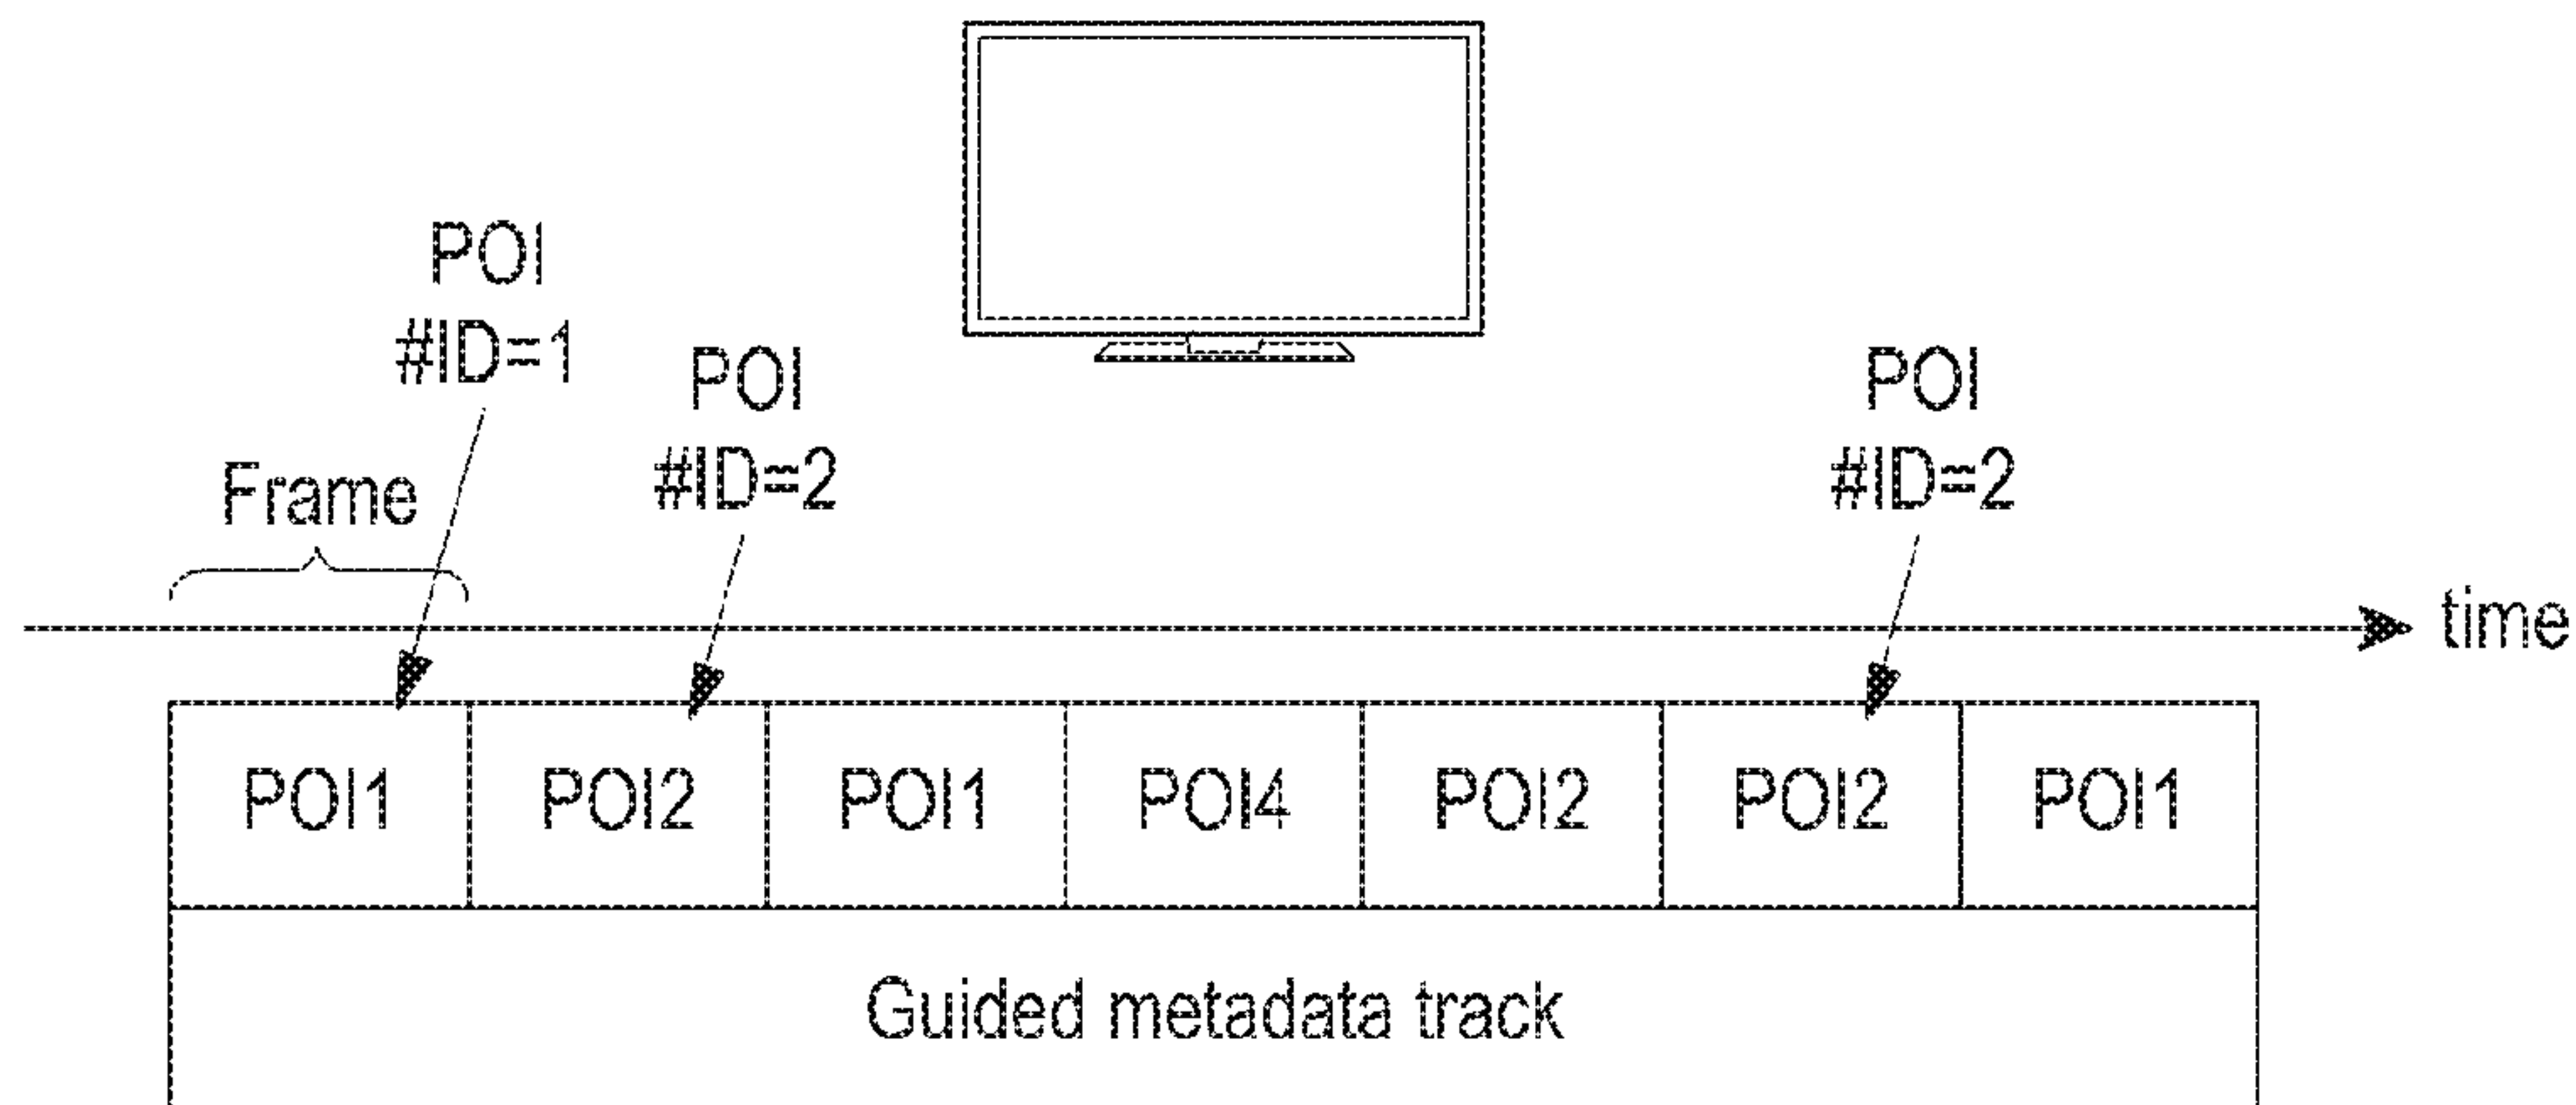 POI
#ID=1
POI
#ID=2
POI
#ID=2
Frame
time
POI1 POI2 POI1 POI4 POI2 POI2 POI1
Guided metadata track